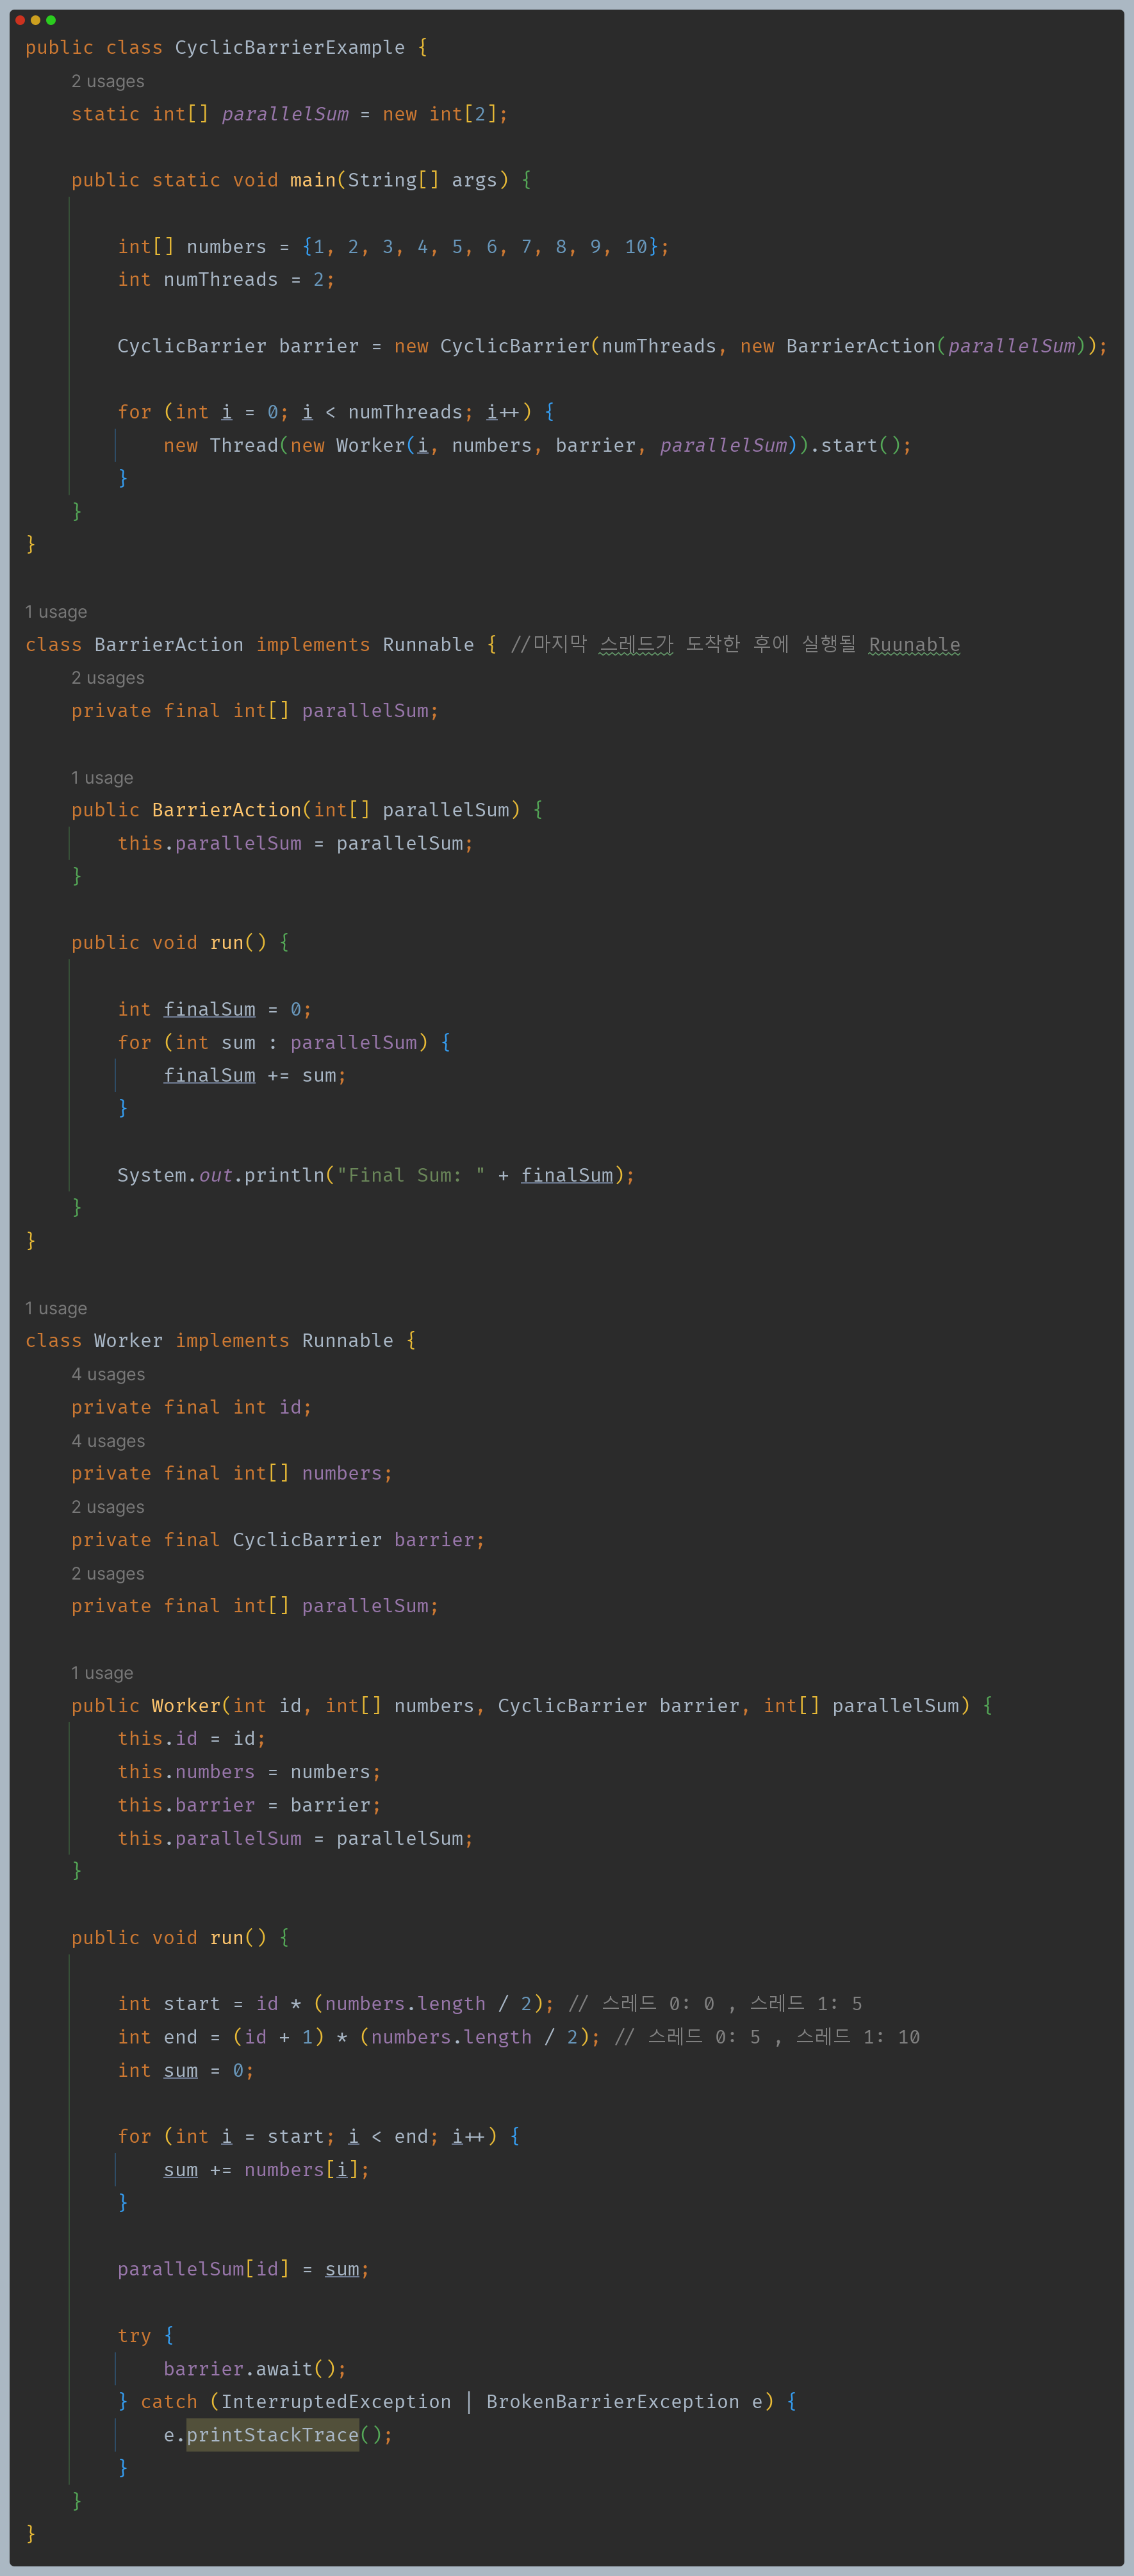 public class CyclicBarrierExample {
2 usages
static int[] parallelSum = new int[2];
public static void main(String[] args) {
int[] numbers = {1, 2, 3, 4, 5, 6, 7, 8, 9, 10};
int numThreads = 2;
CyclicBarrier barrier = new CyclicBarrier(numThreads, new BarrierAction(parallelSum));
for (int i = 0; i < numThreads; i++) {
new Thread(new Worker(i, numbers, barrier, parallelSum)).start();
}
}
}
1 usage
class BarrierAction implements Runnable { //마지막 스레드가 도착한 후에 실행될 Ruunable
2 usages
private final int[] parallelSum;
1 usage
public BarrierAction(int[] parallelSum) {
this.parallelSum = parallelSum;
}
public void run() {
int finalSum = 0;
for (int sum : parallelSum) {
finalSum += sum;
}
System.out.println("Final Sum: " + finalSum);
}
}
1 usage
class Worker implements Runnable {
4 usages
private final int id;
4 usages
private final int[] numbers;
2 usages
private final CyclicBarrier barrier;
2 usages
private final int[] parallelSum;
1 usage
public Worker(int id, int[] numbers, CyclicBarrier barrier, int[] parallelSum) {
this.id = id;
this.numbers = numbers;
this.barrier = barrier;
this.parallelSum = parallelSum;
}
public void run() {
int start = id * (numbers.length / 2); // 스레드 0: 0 , 스레드 1: 5
int end = (id + 1) * (numbers.length / 2); // 스레드 0: 5 , 스레드 1: 10
int sum = 0;
for (int i = start; i < end; i++) {
sum += numbers[i];
}
parallelSum[id] = sum;
try {
barrier.await();
} catch (InterruptedException | BrokenBarrierException e) {
e.printStackTrace();
}
}
}